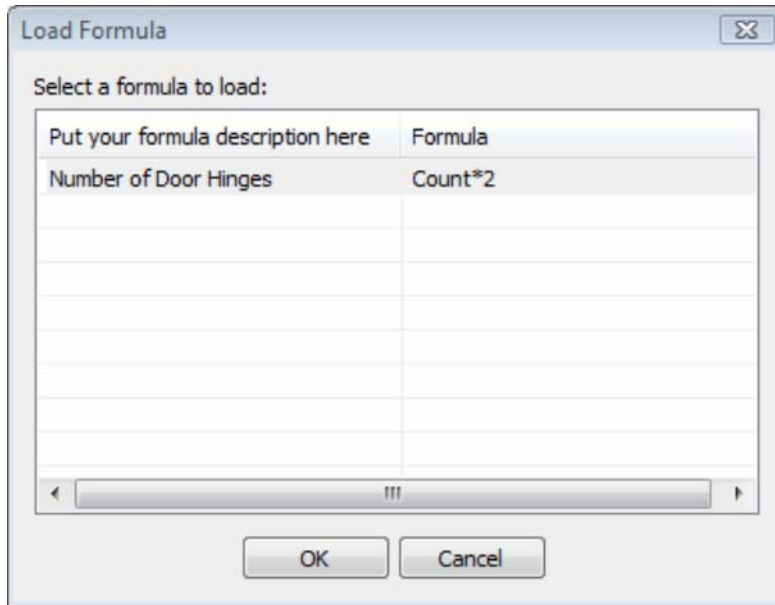 Load Formula
Select a formula to load:
Put your formula description here Formula
Number of Door Hinges Count*2
OK Cancel